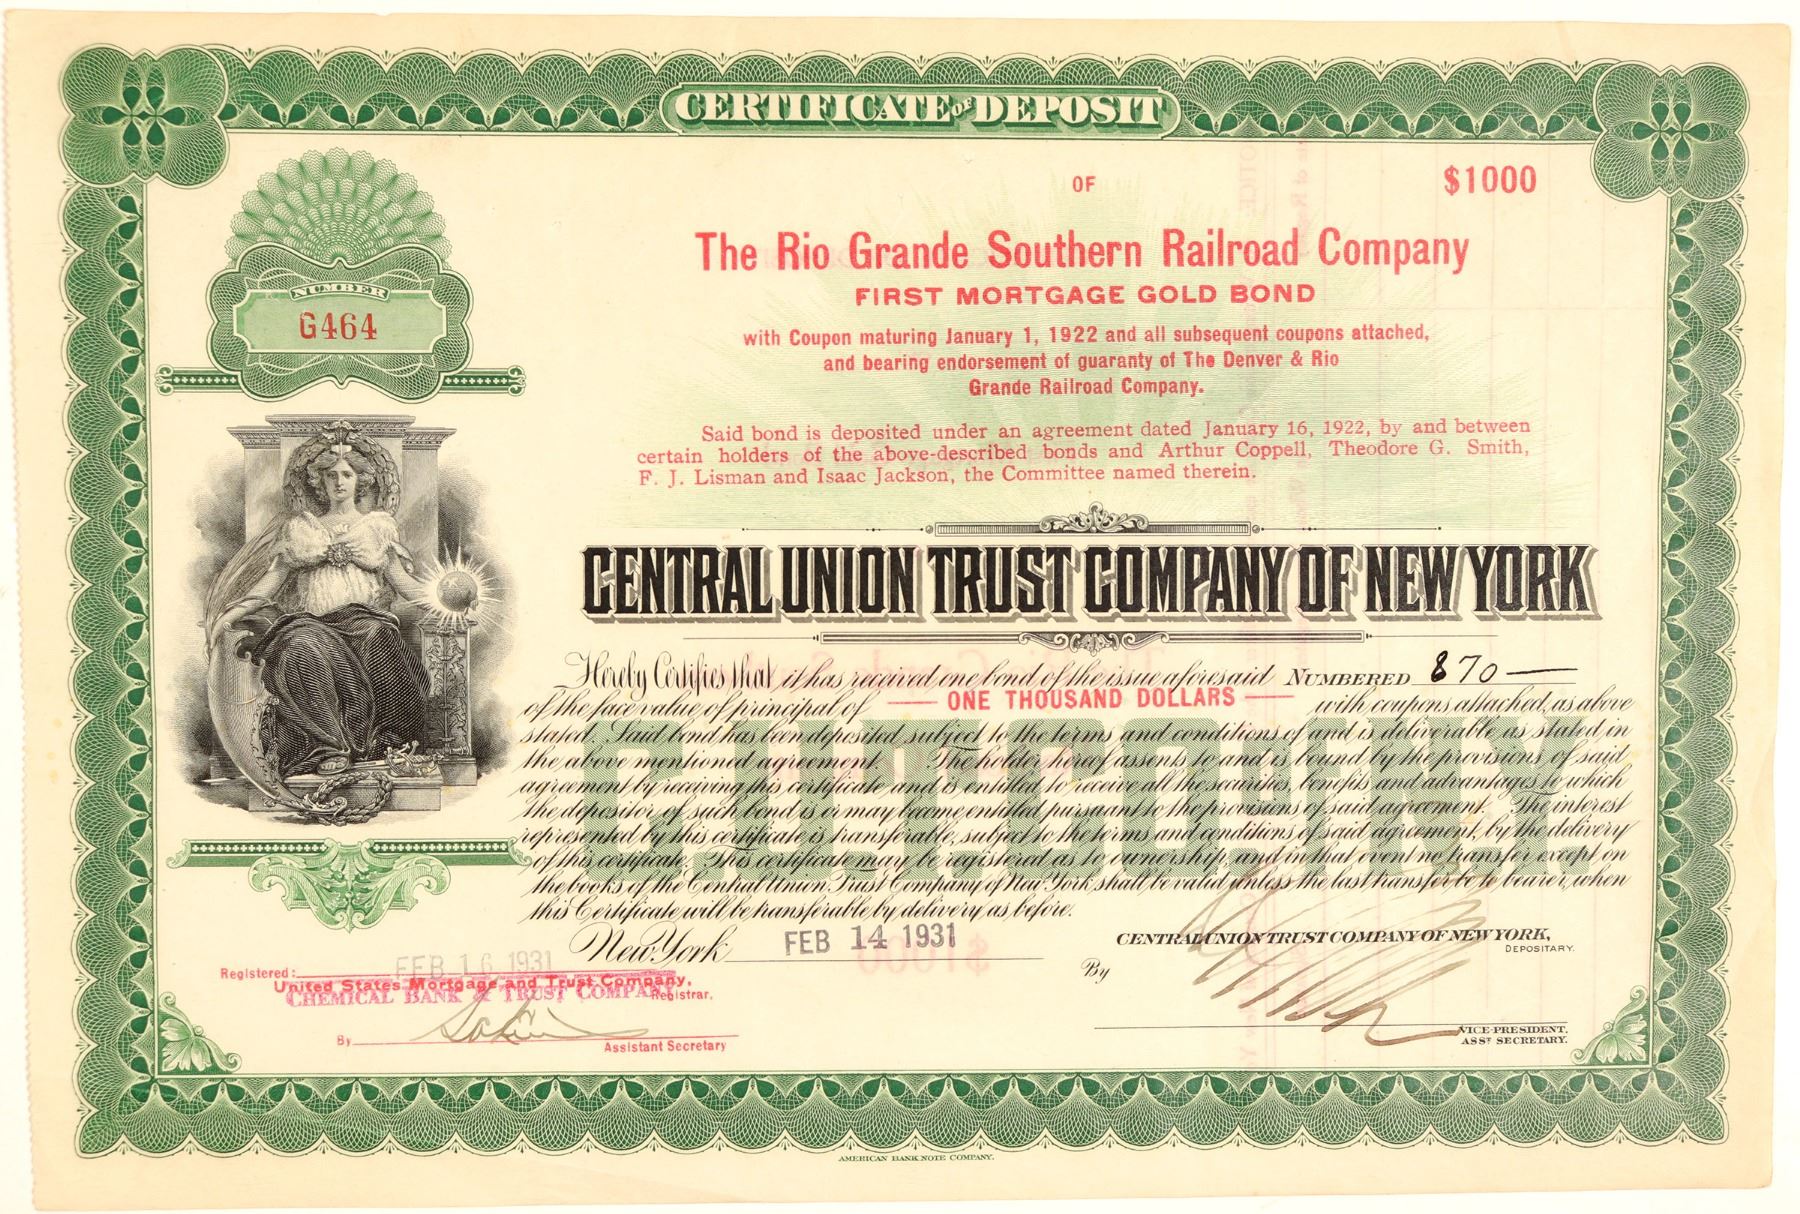 CERTIFICATE OF DEPOSIT
OF
$1000
The Rio Grande Southern Railroad Company
FIRST MORTGAGE GOLD BOND
with Coupon maturing January 1, 1922 and all subsequent coupons attached,
and bearing endorsement of guaranty of The Denver & Rio
Grande Railroad Company.
NUMBER
G464
Said bond is deposited under an agreement dated January 16, 1922, by and between
certain holders of the above-described bonds and Arthur Coppell, Theodore G. Smith,
F. J. Lisman and Isaac Jackson, the Committee named therein.
CENTRAL UNION TRUST COMPANY OF NEW YORK
Hereby Certifies that it has received one bond of the issue aforesaid NUMBERED 870
of the face value of principal of ONE THOUSAND DOLLARS with coupons attached, as above
stated. Said bond has been deposited subject to the terms and conditions of and is deliverable as stated in
the above mentioned agreement. The holder hereof assents to and is bound by the provisions of said
agreement by receiving this certificate and is entitled to receive all the securities, benefits and advantages to which
the depositor of such bond is or may become entitled pursuant to the provisions of said agreement. The interest
represented by this certificate is transferable, subject to the terms and conditions of said agreement, by the delivery
of this certificate. This certificate may be registered as to ownership, and in that event no transfer except on
the books of the Central Union Trust Company of New York shall be valid unless the last transfer be to bearer, when
this Certificate will be transferable by delivery as before.
New York FEB 14 1931
CENTRAL UNION TRUST COMPANY OF NEW YORK,
DEPOSITARY.
By
VICE-PRESIDENT.
ASST. SECRETARY.
Registered: FEB 16 1931
United States Mortgage and Trust Company,
CHEMICAL BANK & TRUST COMPANY
Registrar.
By
Assistant Secretary
AMERICAN BANK NOTE COMPANY.